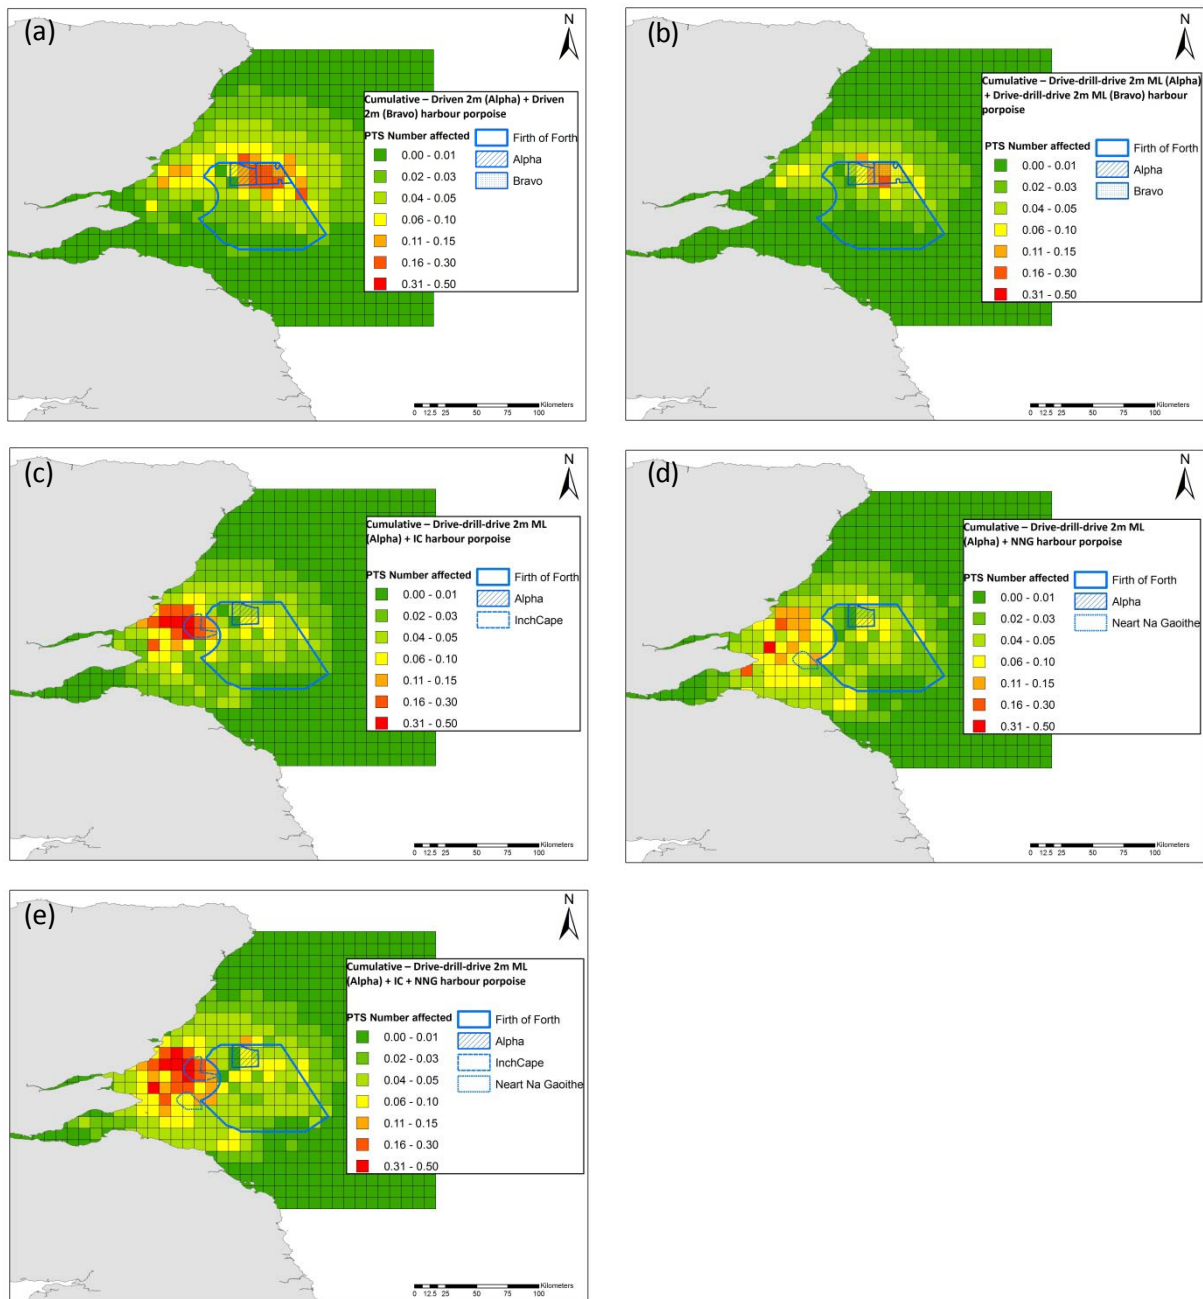 (a)
N
Cumulative – Driven 2m (Alpha) + Driven
2m (Bravo) harbour porpoise
PTS Number affected
0.00 - 0.01
0.02 - 0.03
0.04 - 0.05
0.06 - 0.10
0.11 - 0.15
0.16 - 0.30
0.31 - 0.50
Firth of Forth
Alpha
Bravo
Kilometers
0 12.5 25 50 75 100
(b)
N
Cumulative – Drive-drill-drive 2m ML (Alpha)
+ Drive-drill-drive 2m ML (Bravo) harbour
porpoise
PTS Number affected
0.00 - 0.01
0.02 - 0.03
0.04 - 0.05
0.06 - 0.10
0.11 - 0.15
0.16 - 0.30
0.31 - 0.50
Firth of Forth
Alpha
Bravo
Kilometers
0 12.5 25 50 75 100
(c)
N
Cumulative – Drive-drill-drive 2m ML
(Alpha) + IC harbour porpoise
PTS Number affected
0.00 - 0.01
0.02 - 0.03
0.04 - 0.05
0.06 - 0.10
0.11 - 0.15
0.16 - 0.30
0.31 - 0.50
Firth of Forth
Alpha
InchCape
Kilometers
0 12.5 25 50 75 100
(d)
N
Cumulative – Drive-drill-drive 2m ML
(Alpha) + NNG harbour porpoise
PTS Number affected
0.00 - 0.01
0.02 - 0.03
0.04 - 0.05
0.06 - 0.10
0.11 - 0.15
0.16 - 0.30
0.31 - 0.50
Firth of Forth
Alpha
Neart Na Gaoithe
Kilometers
0 12.5 25 50 75 100
(e)
N
Cumulative – Drive-drill-drive 2m ML
(Alpha) + IC + NNG harbour porpoise
PTS Number affected
0.00 - 0.01
0.02 - 0.03
0.04 - 0.05
0.06 - 0.10
0.11 - 0.15
0.16 - 0.30
0.31 - 0.50
Firth of Forth
Alpha
InchCape
Neart Na Gaoithe
Kilometers
0 12.5 25 50 75 100